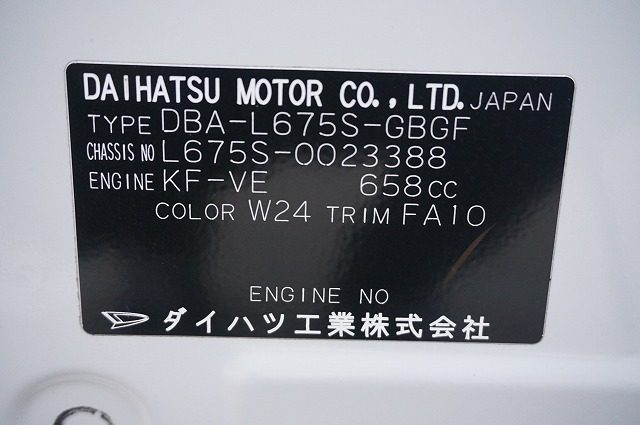 DAIHATSU MOTOR CO.,LTD. JAPAN
TYPE DBA-L675S-GBGF
CHASSIS NO L675S-0023388
ENGINE KF-VE 658CC
COLOR W24 TRIM FA10
ENGINE NO
ダイハツ工業株式会社